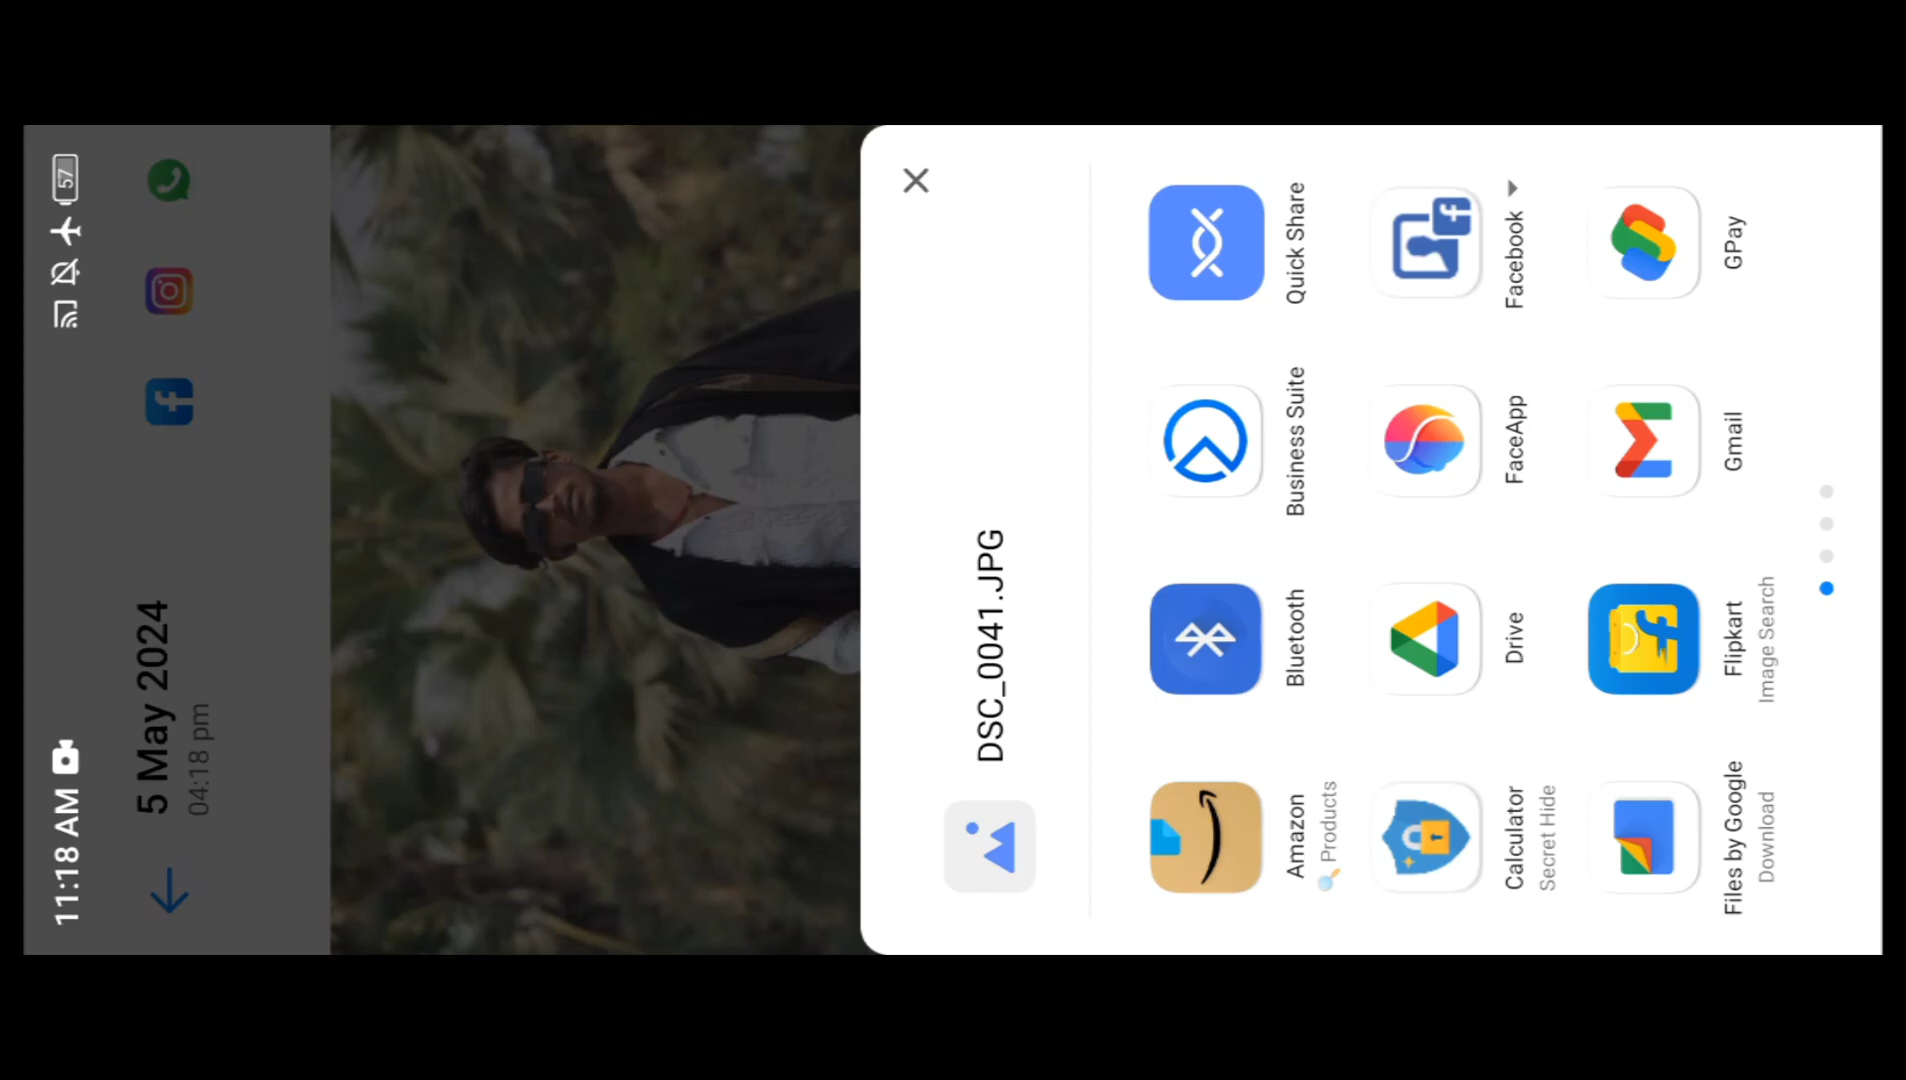 11:18 AM
57
5 May 2024
04:18 pm
DSC_0041.JPG
Amazon
Products
Bluetooth
Business Suite
Quick Share
Calculator
Secret Hide
Drive
FaceApp
Facebook
Files by Google
Download
Flipkart
Image Search
Gmail
GPay